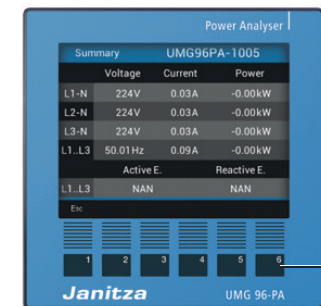 Power Analyser
Summary UMG96PA-1005
Voltage Current Power
L1-N 224V 0.03A -0.00kW
L2-N 224V 0.03A -0.00kW
L3-N 224V 0.03A -0.00kW
L1..L3 50.01Hz 0.09A -0.00kW
Active E. Reactive E.
L1..L3 NAN NAN
Esc
1 2 3 4 5 6
Janitza UMG 96-PA